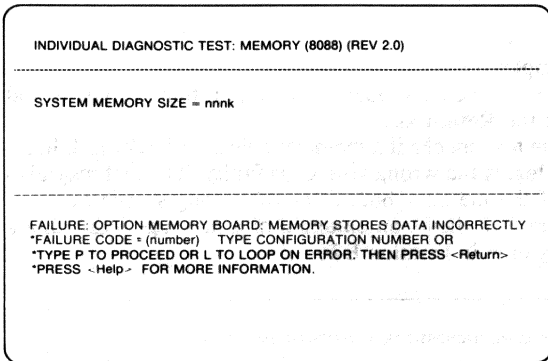 INDIVIDUAL DIAGNOSTIC TEST: MEMORY (8088) (REV 2.0)
SYSTEM MEMORY SIZE = nnnk
FAILURE: OPTION MEMORY BOARD: MEMORY STORES DATA INCORRECTLY
*FAILURE CODE = (number) TYPE CONFIGURATION NUMBER OR
*TYPE P TO PROCEED OR L TO LOOP ON ERROR. THEN PRESS <Return>
*PRESS <Help> FOR MORE INFORMATION.